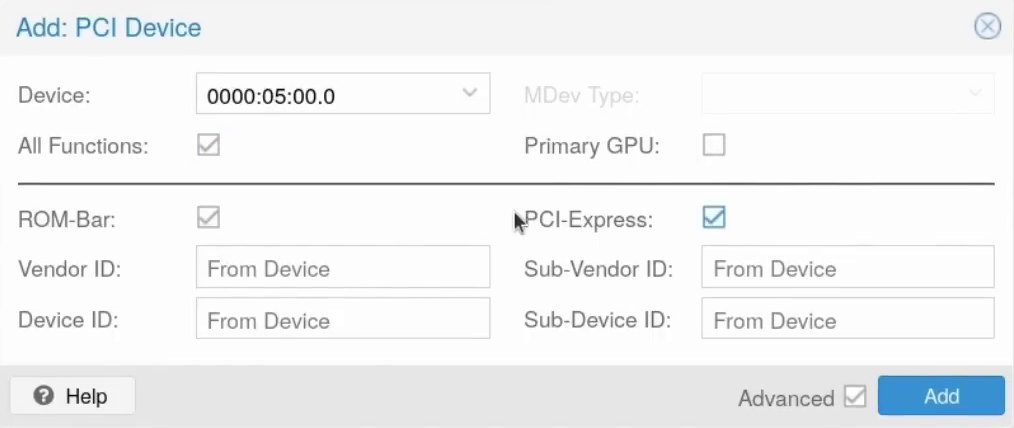 Add: PCI Device
Device: 0000:05:00.0 MDev Type:
All Functions: Primary GPU:
ROM-Bar: PCI-Express:
Vendor ID: From Device Sub-Vendor ID: From Device
Device ID: From Device Sub-Device ID: From Device
Help Advanced Add